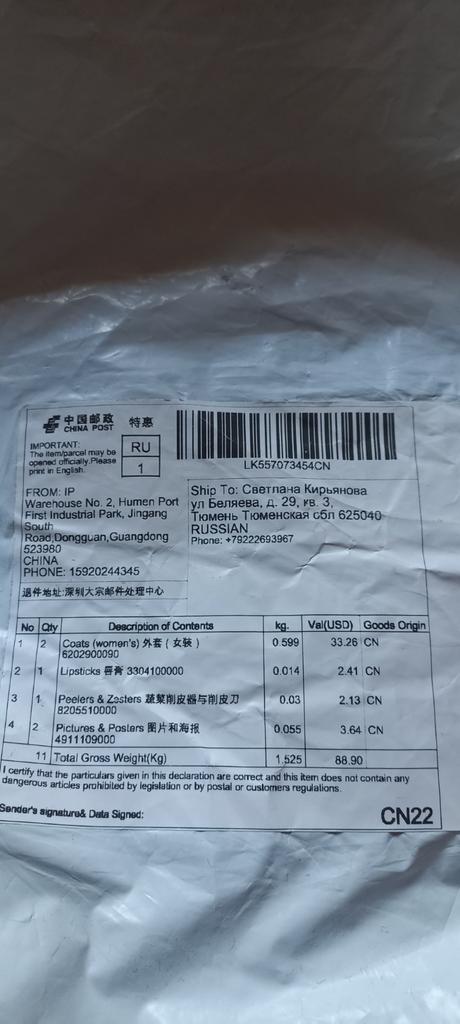 中国邮政 特惠
CHINA POST
IMPORTANT:
The item/parcel may be
opened officially.Please
print in English.
RU
1
LK557073454CN
FROM: IP
Warehouse No. 2, Humen Port
First Industrial Park, Jingang
South
Road,Dongguan,Guangdong
523980
CHINA
PHONE: 15920244345
退件地址:深圳大宗邮件处理中心
Ship To: Светлана Кирьянова
ул Беляева, д. 29, кв. 3,
Тюмень Тюменская обл 625040
RUSSIAN
Phone: +79222693967
No Qty Description of Contents kg. Val(USD) Goods Origin
1 2 Coats (women's) 外套 ( 女装 ) 0.599 33.26 CN
6202900090
2 1 Lipsticks 唇膏 3304100000 0.014 2.41 CN
3 1 Peelers & Zesters 蔬菜削皮器与削皮刀 0.03 2.13 CN
8205510000
4 2 Pictures & Posters 图片和海报 0.055 3.64 CN
4911109000
11 Total Gross Weight(Kg) 1.525 88.90
I certify that the particulars given in this declaration are correct and this item does not contain any
dangerous articles prohibited by legislation or by postal or customers regulations.
Sender's signature& Data Signed:
CN22